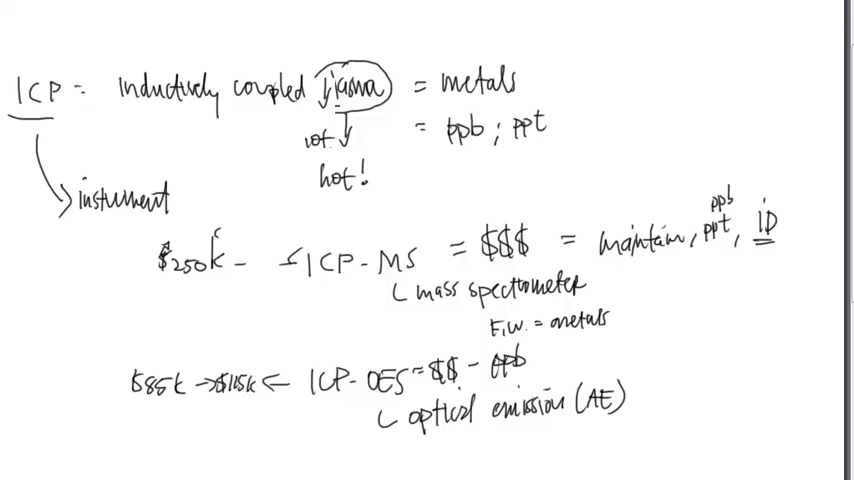 ICP = inductively coupled plasma = metals
= ppb ; ppt
hot!
instrument
ppb
$250k - ICP-MS = $$$ = maintain, ppt, ID
mass spectrometer
F.W. = metals
$85k → $115k ← ICP-OES = $$ - ppb
optical emission (AE)